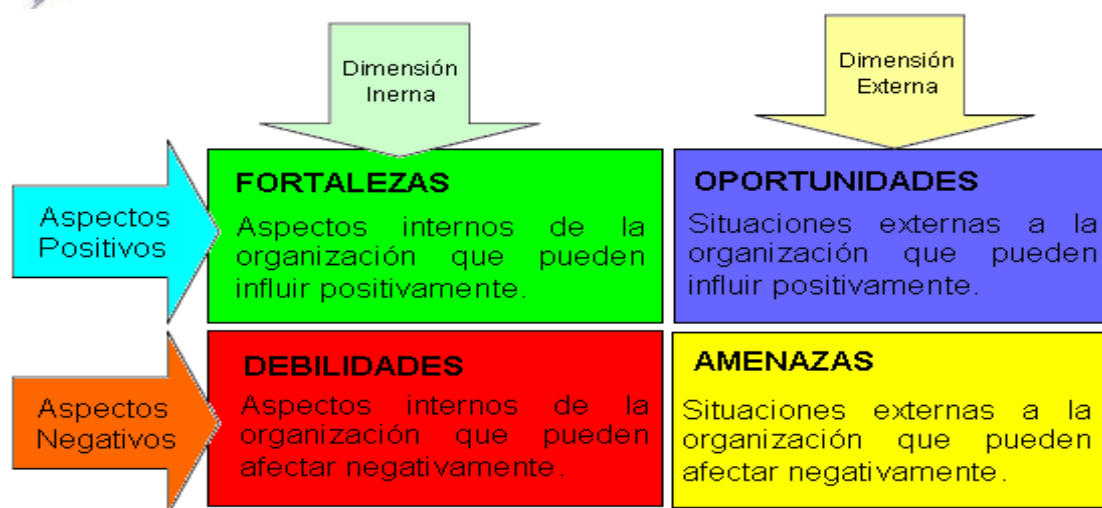 Dimensión
Inerna
Dimensión
Externa
Aspectos
Positivos
FORTALEZAS
Aspectos internos de la
organización que pueden
influir positivamente.
OPORTUNIDADES
Situaciones externas a la
organización que pueden
influir positivamente.
Aspectos
Negativos
DEBILIDADES
Aspectos internos de la
organización que pueden
afectar negativamente.
AMENAZAS
Situaciones externas a la
organización que pueden
afectar negativamente.